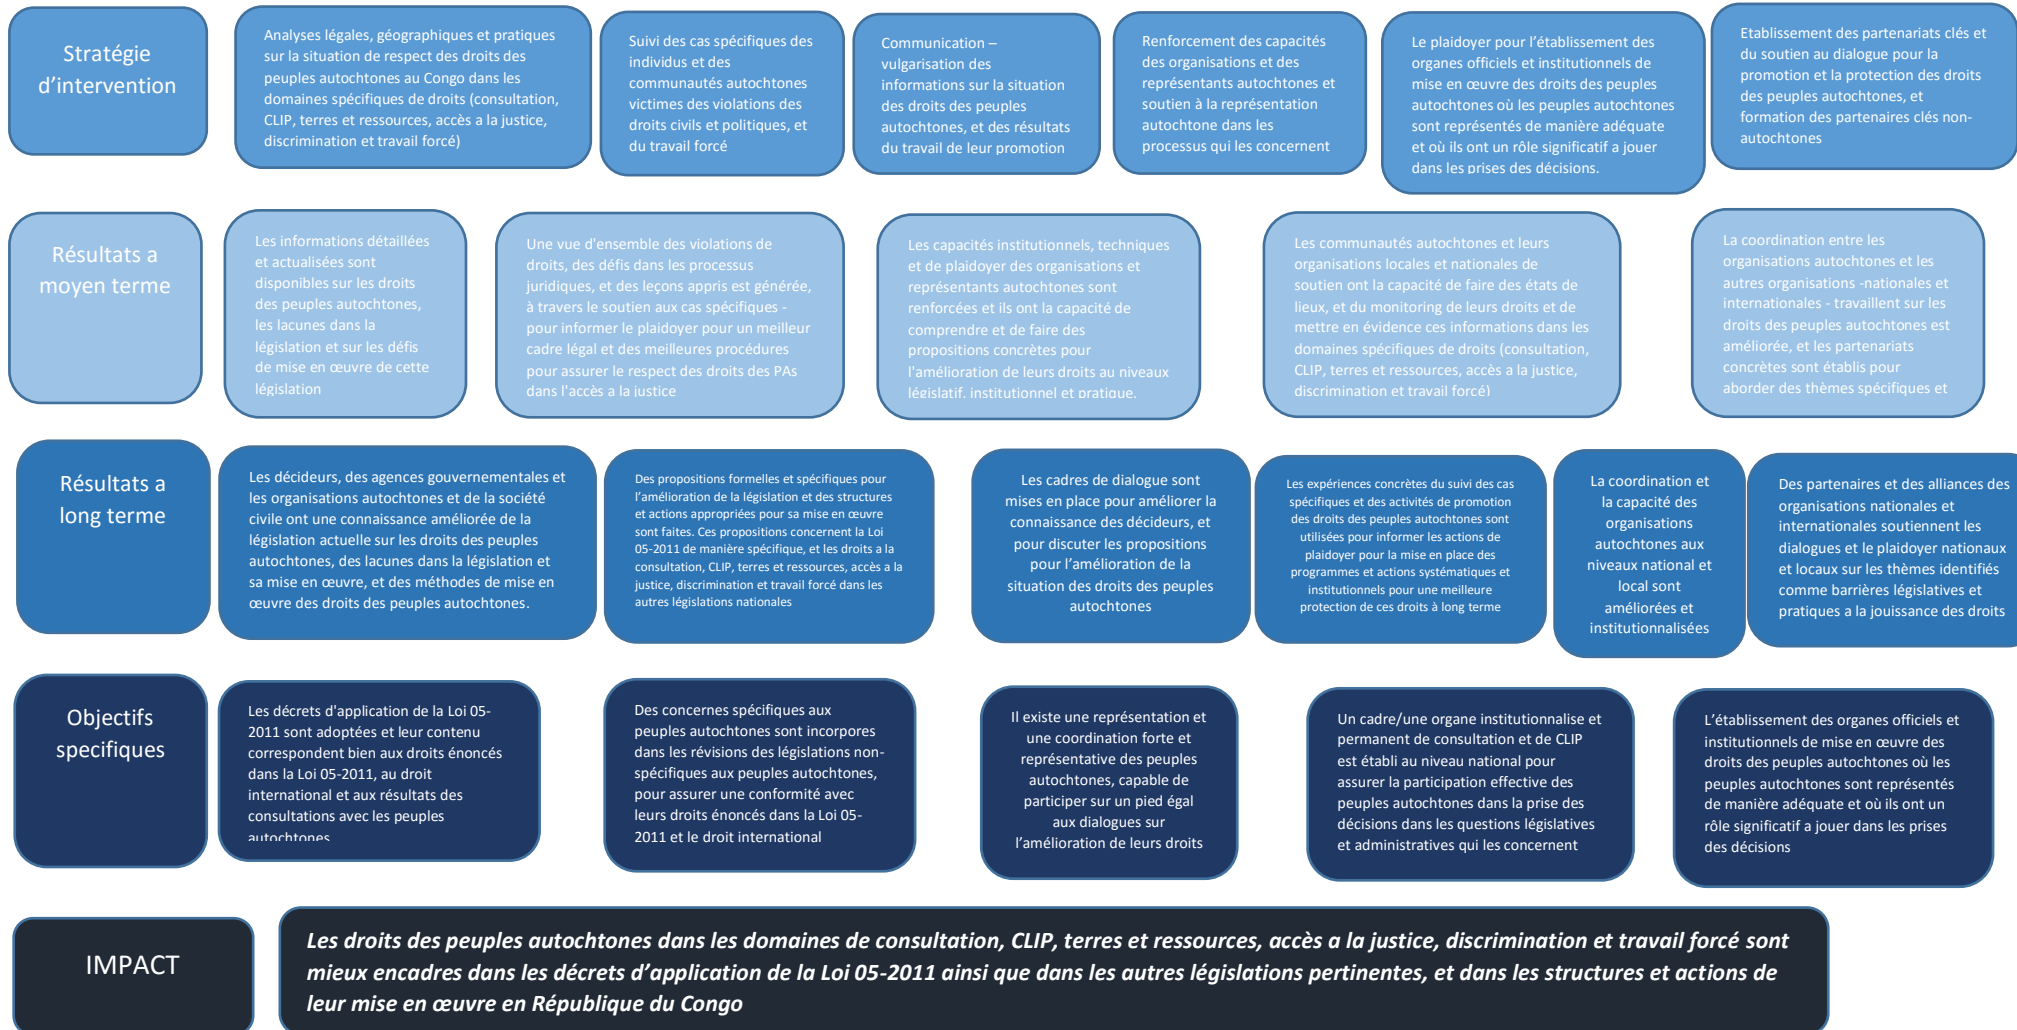 Stratégie
d'intervention
Analyses légales, géographiques et pratiques
sur la situation de respect des droits des
peuples autochtones au Congo dans les
domaines spécifiques de droits (consultation,
CLIP, terres et ressources, accès a la justice,
discrimination et travail forcé)
Suivi des cas spécifiques des
individus et des
communautés autochtones
victimes des violations des
droits civils et politiques, et
du travail forcé
Communication –
vulgarisation des
informations sur la situation
des droits des peuples
autochtones, et des résultats
du travail de leur promotion
Renforcement des capacités
des organisations et des
représentants autochtones et
soutien à la représentation
autochtone dans les
processus qui les concernent
Le plaidoyer pour l'établissement des
organes officiels et institutionnels de
mise en œuvre des droits des peuples
autochtones où les peuples autochtones
sont représentés de manière adéquate
et où ils ont un rôle significatif a jouer
dans les prises des décisions.
Etablissement des partenariats clés et
du soutien au dialogue pour la
promotion et la protection des droits
des peuples autochtones, et
formation des partenaires clés non-
autochtones
Résultats a
moyen terme
Les informations détaillées
et actualisées sont
disponibles sur les droits
des peuples autochtones,
les lacunes dans la
législation et sur les défis
de mise en œuvre de cette
législation
Une vue d'ensemble des violations de
droits, des défis dans les processus
juridiques, et des leçons appris est générée,
à travers le soutien aux cas spécifiques -
pour informer le plaidoyer pour un meilleur
cadre légal et des meilleures procédures
pour assurer le respect des droits des PAs
dans l'accès a la justice
Les capacités institutionnels, techniques
et de plaidoyer des organisations et
représentants autochtones sont
renforcées et ils ont la capacité de
comprendre et de faire des
propositions concrètes pour
l'amélioration de leurs droits au niveaux
législatif, institutionnel et pratique.
Les communautés autochtones et leurs
organisations locales et nationales de
soutien ont la capacité de faire des états de
lieux, et du monitoring de leurs droits et de
mettre en évidence ces informations dans les
domaines spécifiques de droits (consultation,
CLIP, terres et ressources, accès a la justice,
discrimination et travail forcé)
La coordination entre les
organisations autochtones et les
autres organisations -nationales et
internationales - travaillent sur les
droits des peuples autochtones est
améliorée, et les partenariats
concrètes sont établis pour
aborder des thèmes spécifiques et
Résultats a
long terme
Les décideurs, des agences gouvernementales et
les organisations autochtones et de la société
civile ont une connaissance améliorée de la
législation actuelle sur les droits des peuples
autochtones, des lacunes dans la législation et
sa mise en œuvre, et des méthodes de mise en
œuvre des droits des peuples autochtones.
Des propositions formelles et spécifiques pour
l'amélioration de la législation et des structures
et actions appropriées pour sa mise en œuvre
sont faites. Ces propositions concernent la Loi
05-2011 de manière spécifique, et les droits a la
consultation, CLIP, terres et ressources, accès a la
justice, discrimination et travail forcé dans les
autres législations nationales
Les cadres de dialogue sont
mises en place pour améliorer la
connaissance des décideurs, et
pour discuter les propositions
pour l'amélioration de la
situation des droits des peuples
autochtones
Les expériences concrètes du suivi des cas
spécifiques et des activités de promotion
des droits des peuples autochtones sont
utilisées pour informer les actions de
plaidoyer pour la mise en place des
programmes et actions systématiques et
institutionnels pour une meilleure
protection de ces droits à long terme
La coordination et
la capacité des
organisations
autochtones aux
niveaux national et
local sont
améliorées et
institutionnalisées
Des partenaires et des alliances des
organisations nationales et
internationales soutiennent les
dialogues et le plaidoyer nationaux
et locaux sur les thèmes identifiés
comme barrières législatives et
pratiques a la jouissance des droits
Objectifs
specifiques
Les décrets d'application de la Loi 05-
2011 sont adoptées et leur contenu
correspondent bien aux droits énoncés
dans la Loi 05-2011, au droit
international et aux résultats des
consultations avec les peuples
autochtones
Des concernes spécifiques aux
peuples autochtones sont incorpores
dans les révisions des législations non-
spécifiques aux peuples autochtones,
pour assurer une conformité avec
leurs droits énoncés dans la Loi 05-
2011 et le droit international
Il existe une représentation et
une coordination forte et
représentative des peuples
autochtones, capable de
participer sur un pied égal
aux dialogues sur
l'amélioration de leurs droits
Un cadre/une organe institutionnalise et
permanent de consultation et de CLIP
est établi au niveau national pour
assurer la participation effective des
peuples autochtones dans la prise des
décisions dans les questions législatives
et administratives qui les concernent
L'établissement des organes officiels et
institutionnels de mise en œuvre des
droits des peuples autochtones où les
peuples autochtones sont représentés
de manière adéquate et où ils ont un
rôle significatif a jouer dans les prises
des décisions
IMPACT
Les droits des peuples autochtones dans les domaines de consultation, CLIP, terres et ressources, accès a la justice, discrimination et travail forcé sont
mieux encadres dans les décrets d'application de la Loi 05-2011 ainsi que dans les autres législations pertinentes, et dans les structures et actions de
leur mise en œuvre en République du Congo